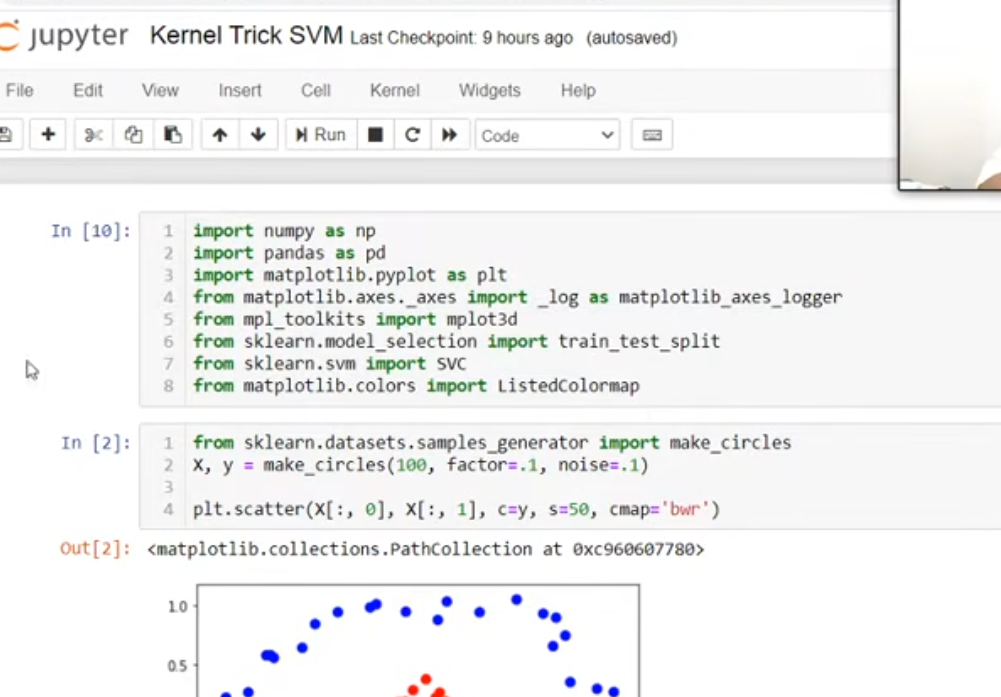 jupyter Kernel Trick SVM Last Checkpoint: 9 hours ago (autosaved)
File Edit View Insert Cell Kernel Widgets Help
Run Code
In [10]:
1 import numpy as np
2 import pandas as pd
3 import matplotlib.pyplot as plt
4 from matplotlib.axes._axes import _log as matplotlib_axes_logger
5 from mpl_toolkits import mplot3d
6 from sklearn.model_selection import train_test_split
7 from sklearn.svm import SVC
8 from matplotlib.colors import ListedColormap
In [2]:
1 from sklearn.datasets.samples_generator import make_circles
2 X, y = make_circles(100, factor=.1, noise=.1)
3
4 plt.scatter(X[:, 0], X[:, 1], c=y, s=50, cmap='bwr')
Out[2]: <matplotlib.collections.PathCollection at 0xc960607780>
1.0
0.5